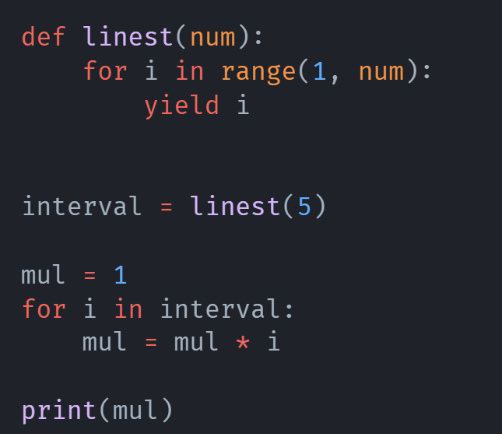 def linest(num):
    for i in range(1, num):
        yield i
interval = linest(5)
mul = 1
for i in interval:
    mul = mul * i
print(mul)